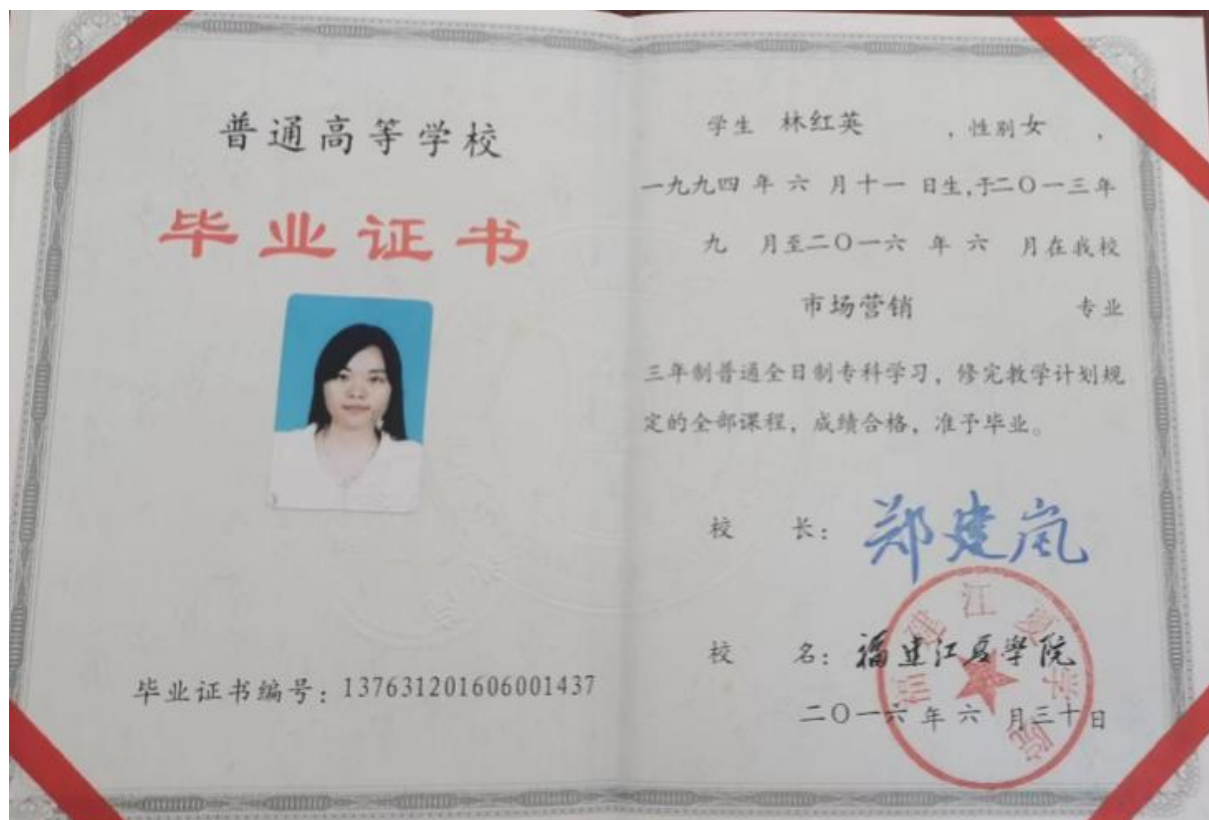 普通高等学校
毕业证书
毕业证书编号：137631201606001437
学生 林红英 ，性别女 ，
一九九四 年 六 月十一 日生，于二〇一三年
九 月至二〇一六 年 六 月在我校
市场营销 专业
三年制普通全日制专科学习，修完教学计划规
定的全部课程，成绩合格，准予毕业。
校 长：郑建岚
校 名：福建江夏學院
福建江夏学院
二〇一六 年 六 月三十日